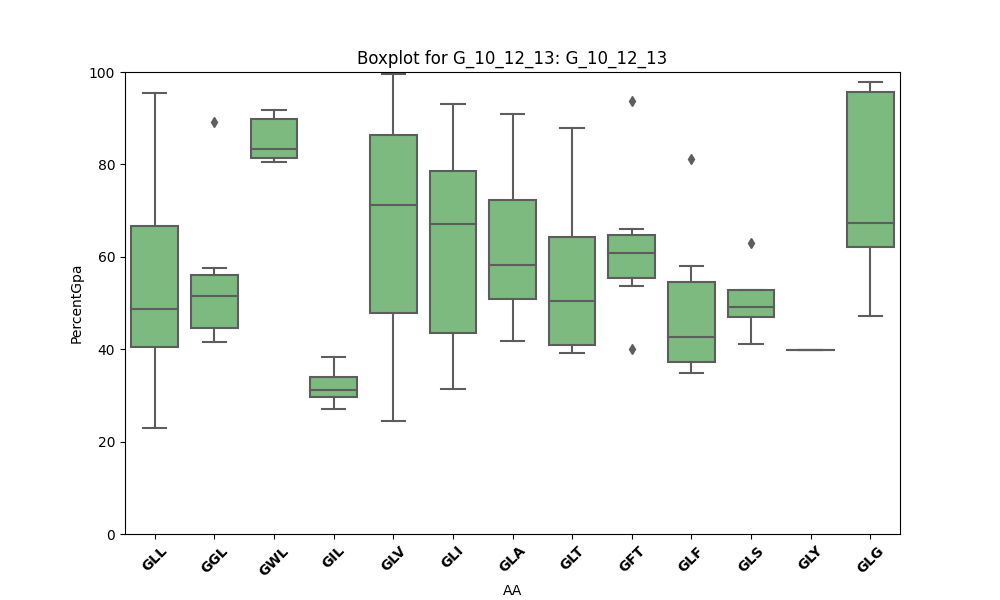 Boxplot for G_10_12_13: G_10_12_13
PercentGpa
100
80
60
40
20
0
GLL GGL GWL GIL GLV GLI GLA GLT GFT GLF GLS GLY GLG
AA